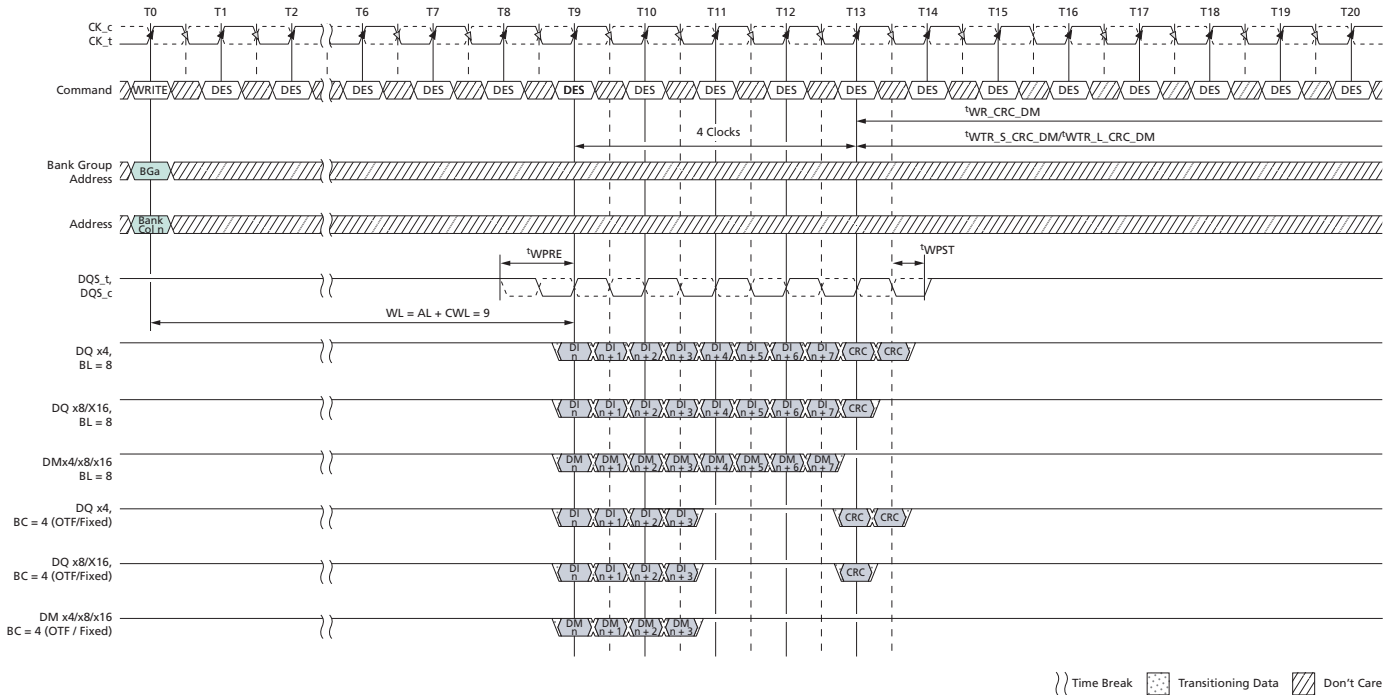 T0 T1 T2 T6 T7 T8 T9 T10 T11 T12 T13 T14 T15 T16 T17 T18 T19 T20
CK_c
CK_t
Command WRITE DES DES DES DES DES DES DES DES DES DES DES DES DES DES DES DES DES
tWR_CRC_DM
4 Clocks
tWTR_S_CRC_DM/tWTR_L_CRC_DM
Bank Group
Address
BGa
Address
Bank
Col n
tWPRE
tWPST
DQS_t,
DQS_c
WL = AL + CWL = 9
DQ x4,
BL = 8
DI n DI n + 1 DI n + 2 DI n + 3 DI n + 4 DI n + 5 DI n + 6 DI n + 7 CRC CRC
DQ x8/X16,
BL = 8
DI n DI n + 1 DI n + 2 DI n + 3 DI n + 4 DI n + 5 DI n + 6 DI n + 7 CRC
DMx4/x8/x16
BL = 8
DM n DM n + 1 DM n + 2 DM n + 3 DM n + 4 DM n + 5 DM n + 6 DM n + 7
DQ x4,
BC = 4 (OTF/Fixed)
DI n DI n + 1 DI n + 2 DI n + 3 CRC CRC
DQ x8/X16,
BC = 4 (OTF/Fixed)
DI n DI n + 1 DI n + 2 DI n + 3 CRC
DM x4/x8/x16
BC = 4 (OTF / Fixed)
DM n DM n + 1 DM n + 2 DM n + 3
Time Break Transitioning Data Don't Care